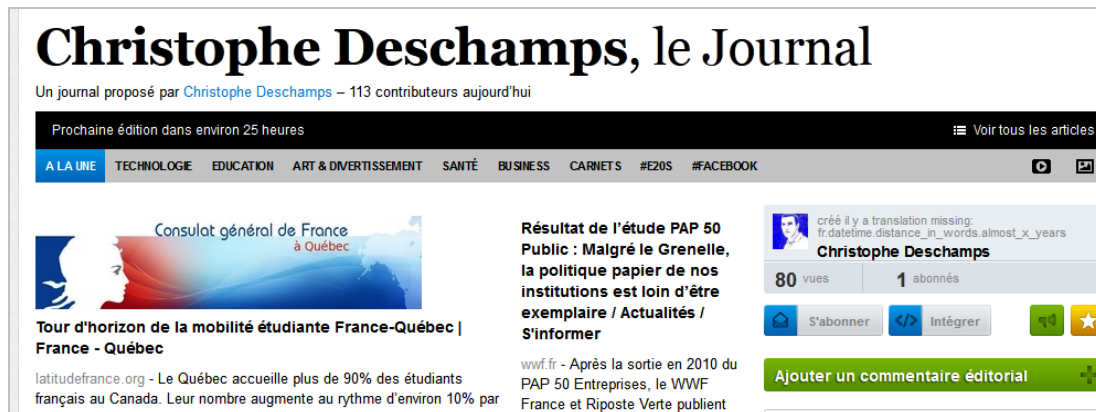 Christophe Deschamps, le Journal
Un journal proposé par Christophe Deschamps – 113 contributeurs aujourd'hui
Prochaine édition dans environ 25 heures
Voir tous les articles
A LA UNE TECHNOLOGIE EDUCATION ART & DIVERTISSEMENT SANTÉ BUSINESS CARNETS #E20S #FACEBOOK
Consulat général de France
à Québec
Tour d'horizon de la mobilité étudiante France-Québec |
France - Québec
latitudefrance.org - Le Québec accueille plus de 90% des étudiants
français au Canada. Leur nombre augmente au rythme d'environ 10% par
Résultat de l'étude PAP 50
Public : Malgré le Grenelle,
la politique papier de nos
institutions est loin d'être
exemplaire / Actualités /
S'informer
wwf.fr - Après la sortie en 2010 du
PAP 50 Entreprises, le WWF
France et Riposte Verte publient
créé il y a translation missing:
fr.datetime.distance_in_words.almost_x_years
Christophe Deschamps
80 vues 1 abonnés
S'abonner </> Intégrer
Ajouter un commentaire éditorial